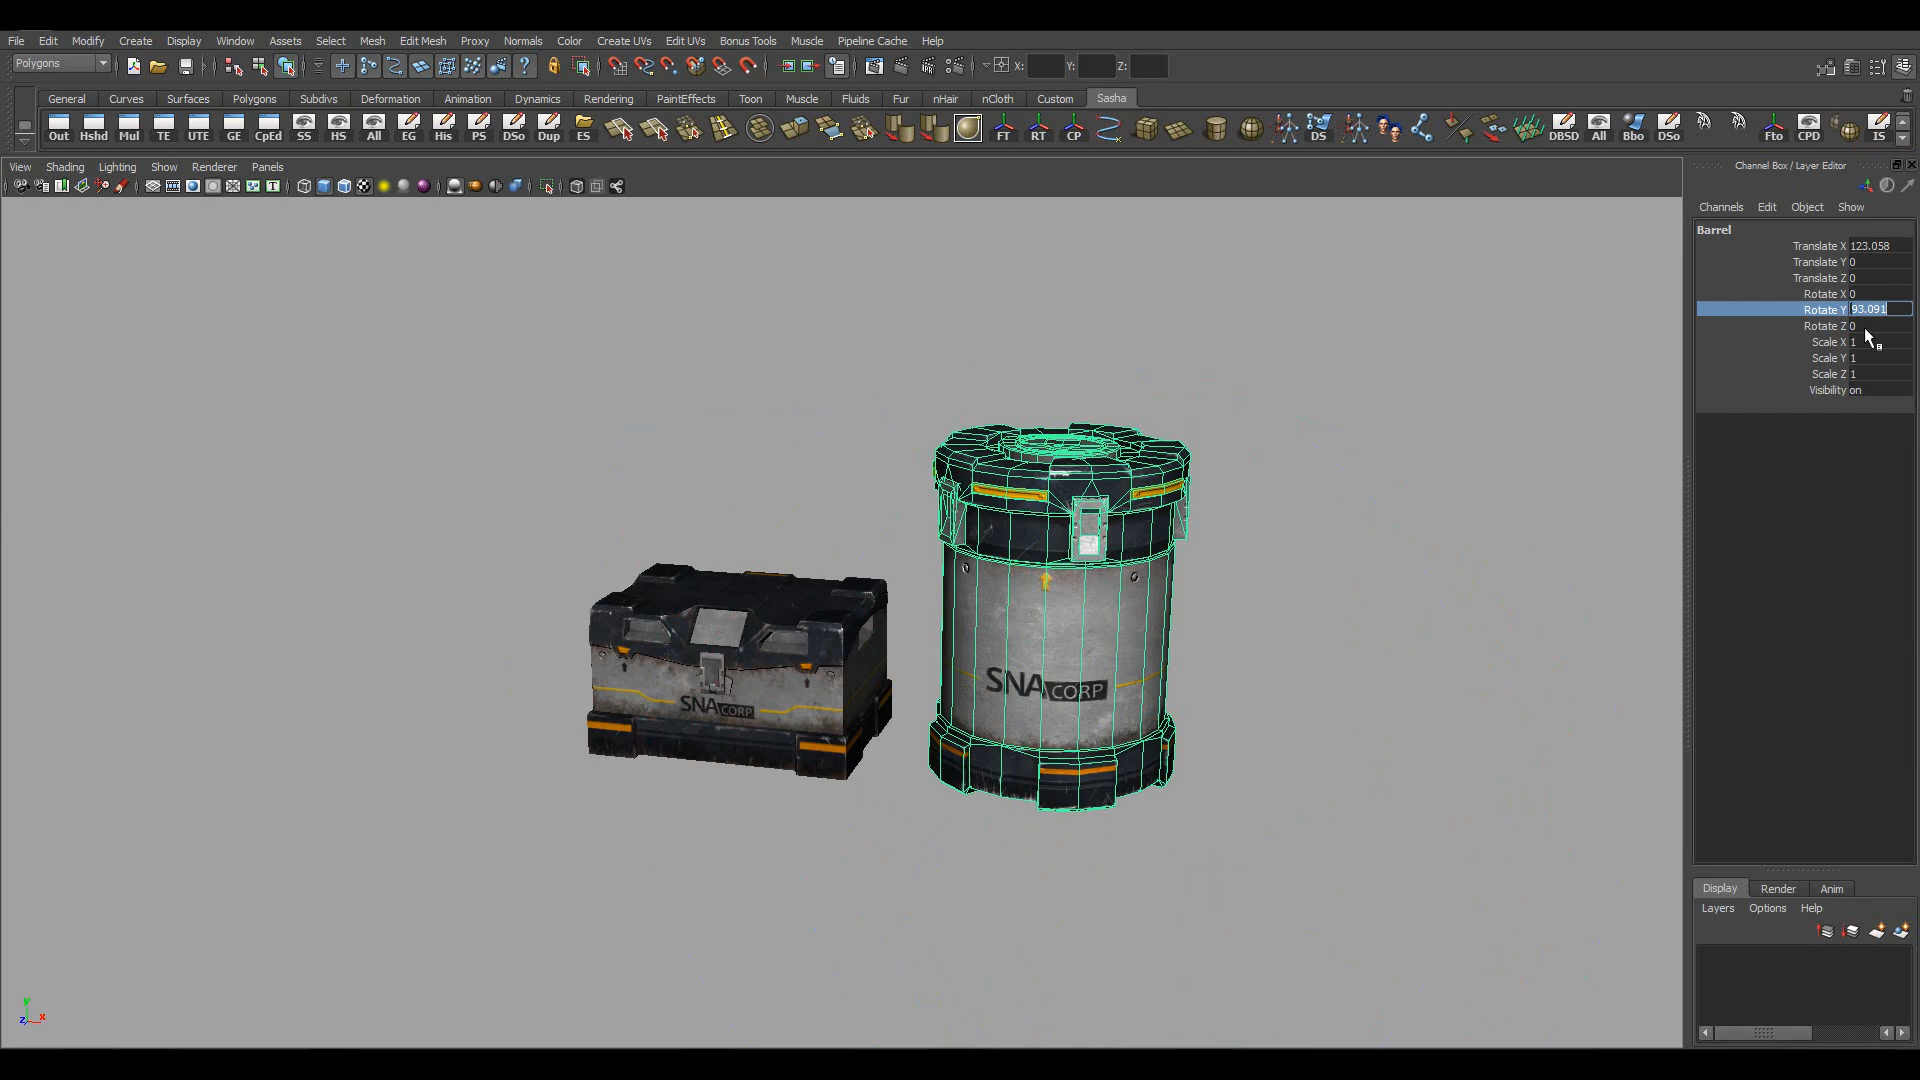 File Edit Modify Create Display Window Assets Select Mesh Edit Mesh Proxy Normals Color Create UVs Edit UVs Bonus Tools Muscle Pipeline Cache Help
Polygons X: Y: Z:
General Curves Surfaces Polygons Subdivs Deformation Animation Dynamics Rendering PaintEffects Toon Muscle Fluids Fur nHair nCloth Custom Sasha
Out Hshd Mul TE UTE GE CpEd SS HS All EG His PS DSo Dup ES FT RT CP DS DBSD All Bbo DSo Fto CPD IS
View Shading Lighting Show Renderer Panels
Channel Box / Layer Editor
Channels Edit Object Show
Barrel
Translate X 123.058
Translate Y 0
Translate Z 0
Rotate X 0
Rotate Y 93.091
Rotate Z 0
Scale X 1
Scale Y 1
Scale Z 1
Visibility on
SNA CORP
SNA CORP
Display Render Anim
Layers Options Help
y
z x